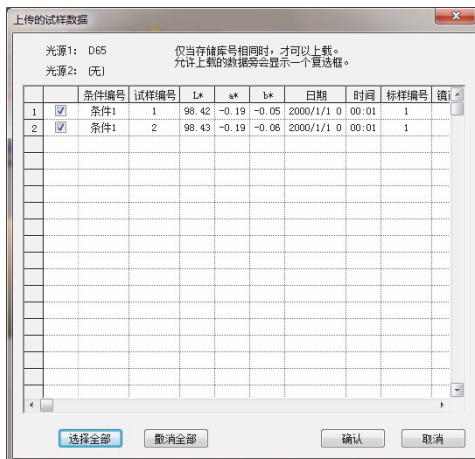 上传的试样数据
光源1： D65
光源2： (无)
仅当存储库号相同时，才可以上载。
允许上载的数据旁会显示一个复选框。
条件编号 试样编号 L* a* b* 日期 时间 标样编号
1 条件1 1 98.42 -0.19 -0.05 2000/1/1 0 00:01 1
2 条件1 2 98.43 -0.19 -0.06 2000/1/1 0 00:01 1
选择全部 撤消全部 确认 取消